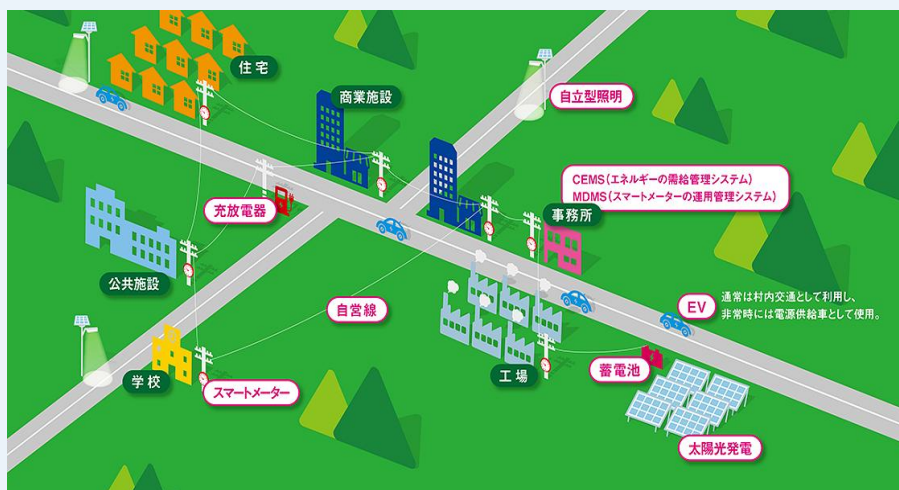 住宅
商業施設
自立型照明
CEMS（エネルギーの需給管理システム）
MDMS（スマートメーターの運用管理システム）
充放電器
事務所
公共施設
自営線
EV
通常は村内交通として利用し、
非常時には電源供給車として使用。
学校
スマートメーター
工場
蓄電池
太陽光発電